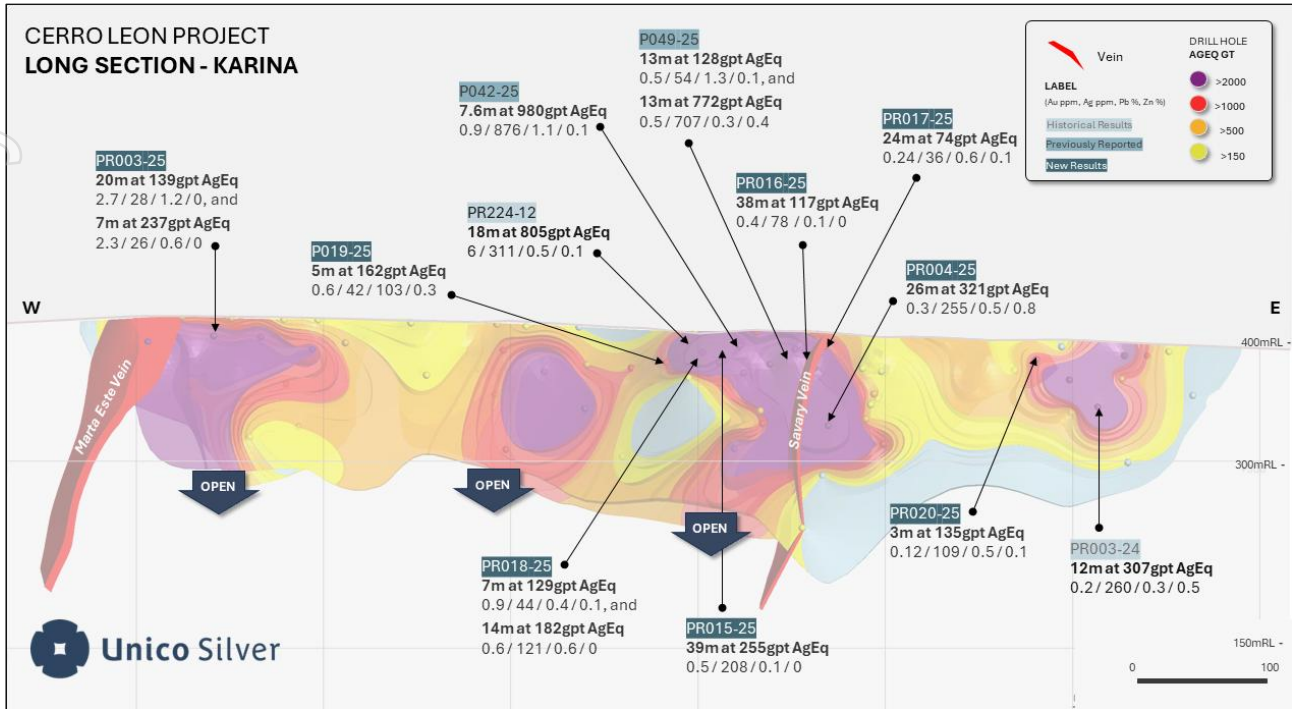 CERRO LEON PROJECT
LONG SECTION - KARINA
Vein
LABEL
(Au ppm, Ag ppm, Pb %, Zn %)
Historical Results
Previously Reported
New Results
DRILL HOLE
AGEQ GT
>2000
>1000
>500
>150
P049-25
13m at 128gpt AgEq
0.5 / 54 / 1.3 / 0.1, and
13m at 772gpt AgEq
0.5 / 707 / 0.3 / 0.4
P042-25
7.6m at 980gpt AgEq
0.9 / 876 / 1.1 / 0.1
PR017-25
24m at 74gpt AgEq
0.24 / 36 / 0.6 / 0.1
PR003-25
20m at 139gpt AgEq
2.7 / 28 / 1.2 / 0, and
7m at 237gpt AgEq
2.3 / 26 / 0.6 / 0
PR016-25
38m at 117gpt AgEq
0.4 / 78 / 0.1 / 0
PR224-12
18m at 805gpt AgEq
6 / 311 / 0.5 / 0.1
P019-25
5m at 162gpt AgEq
0.6 / 42 / 103 / 0.3
PR004-25
26m at 321gpt AgEq
0.3 / 255 / 0.5 / 0.8
W
E
400mRL -
Marta Este Vein
Savary Vein
300mRL -
OPEN
OPEN
OPEN
PR020-25
3m at 135gpt AgEq
0.12 / 109 / 0.5 / 0.1
PR003-24
12m at 307gpt AgEq
0.2 / 260 / 0.3 / 0.5
PR018-25
7m at 129gpt AgEq
0.9 / 44 / 0.4 / 0.1, and
14m at 182gpt AgEq
0.6 / 121 / 0.6 / 0
PR015-25
39m at 255gpt AgEq
0.5 / 208 / 0.1 / 0
Unico Silver
150mRL -
0 100